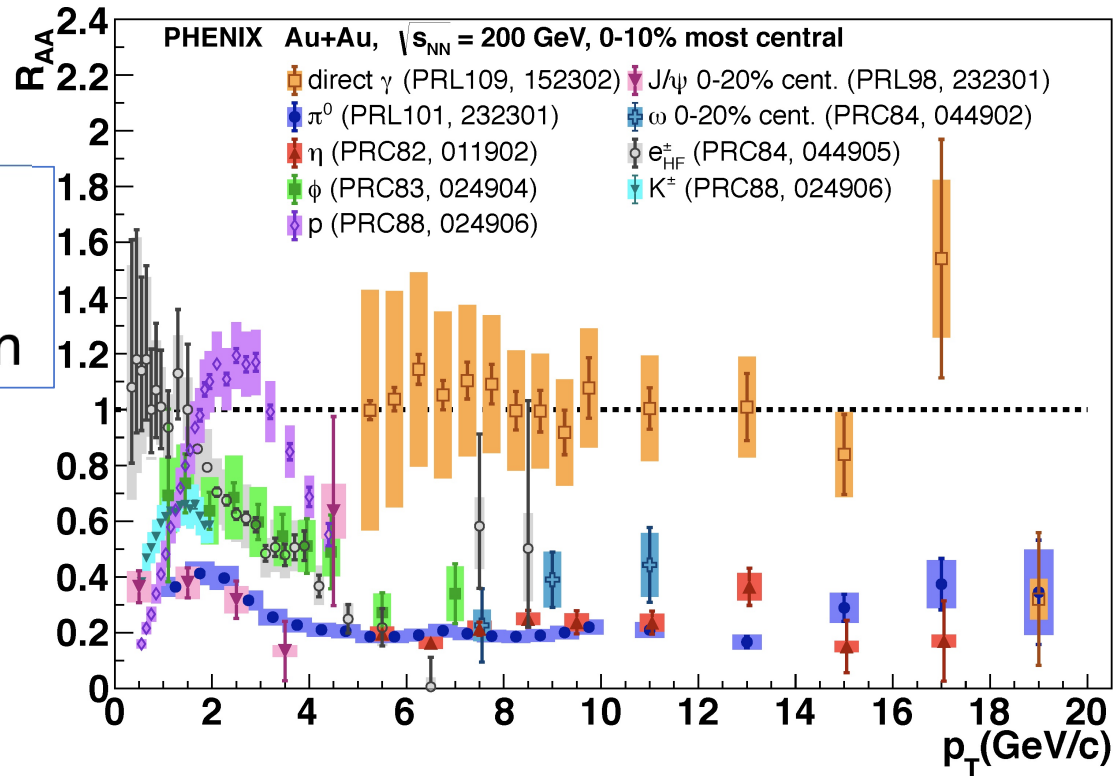 PHENIX Au+Au, √s_NN = 200 GeV, 0-10% most central
direct γ (PRL109, 152302)
π⁰ (PRL101, 232301)
η (PRC82, 011902)
ϕ (PRC83, 024904)
p (PRC88, 024906)
J/ψ 0-20% cent. (PRL98, 232301)
ω 0-20% cent. (PRC84, 044902)
e±HF (PRC84, 044905)
K± (PRC88, 024906)
R_AA
2.4
2.2
2
1.8
1.6
1.4
1.2
1
0.8
0.6
0.4
0.2
0
0 2 4 6 8 10 12 14 16 18 20
p_T(GeV/c)